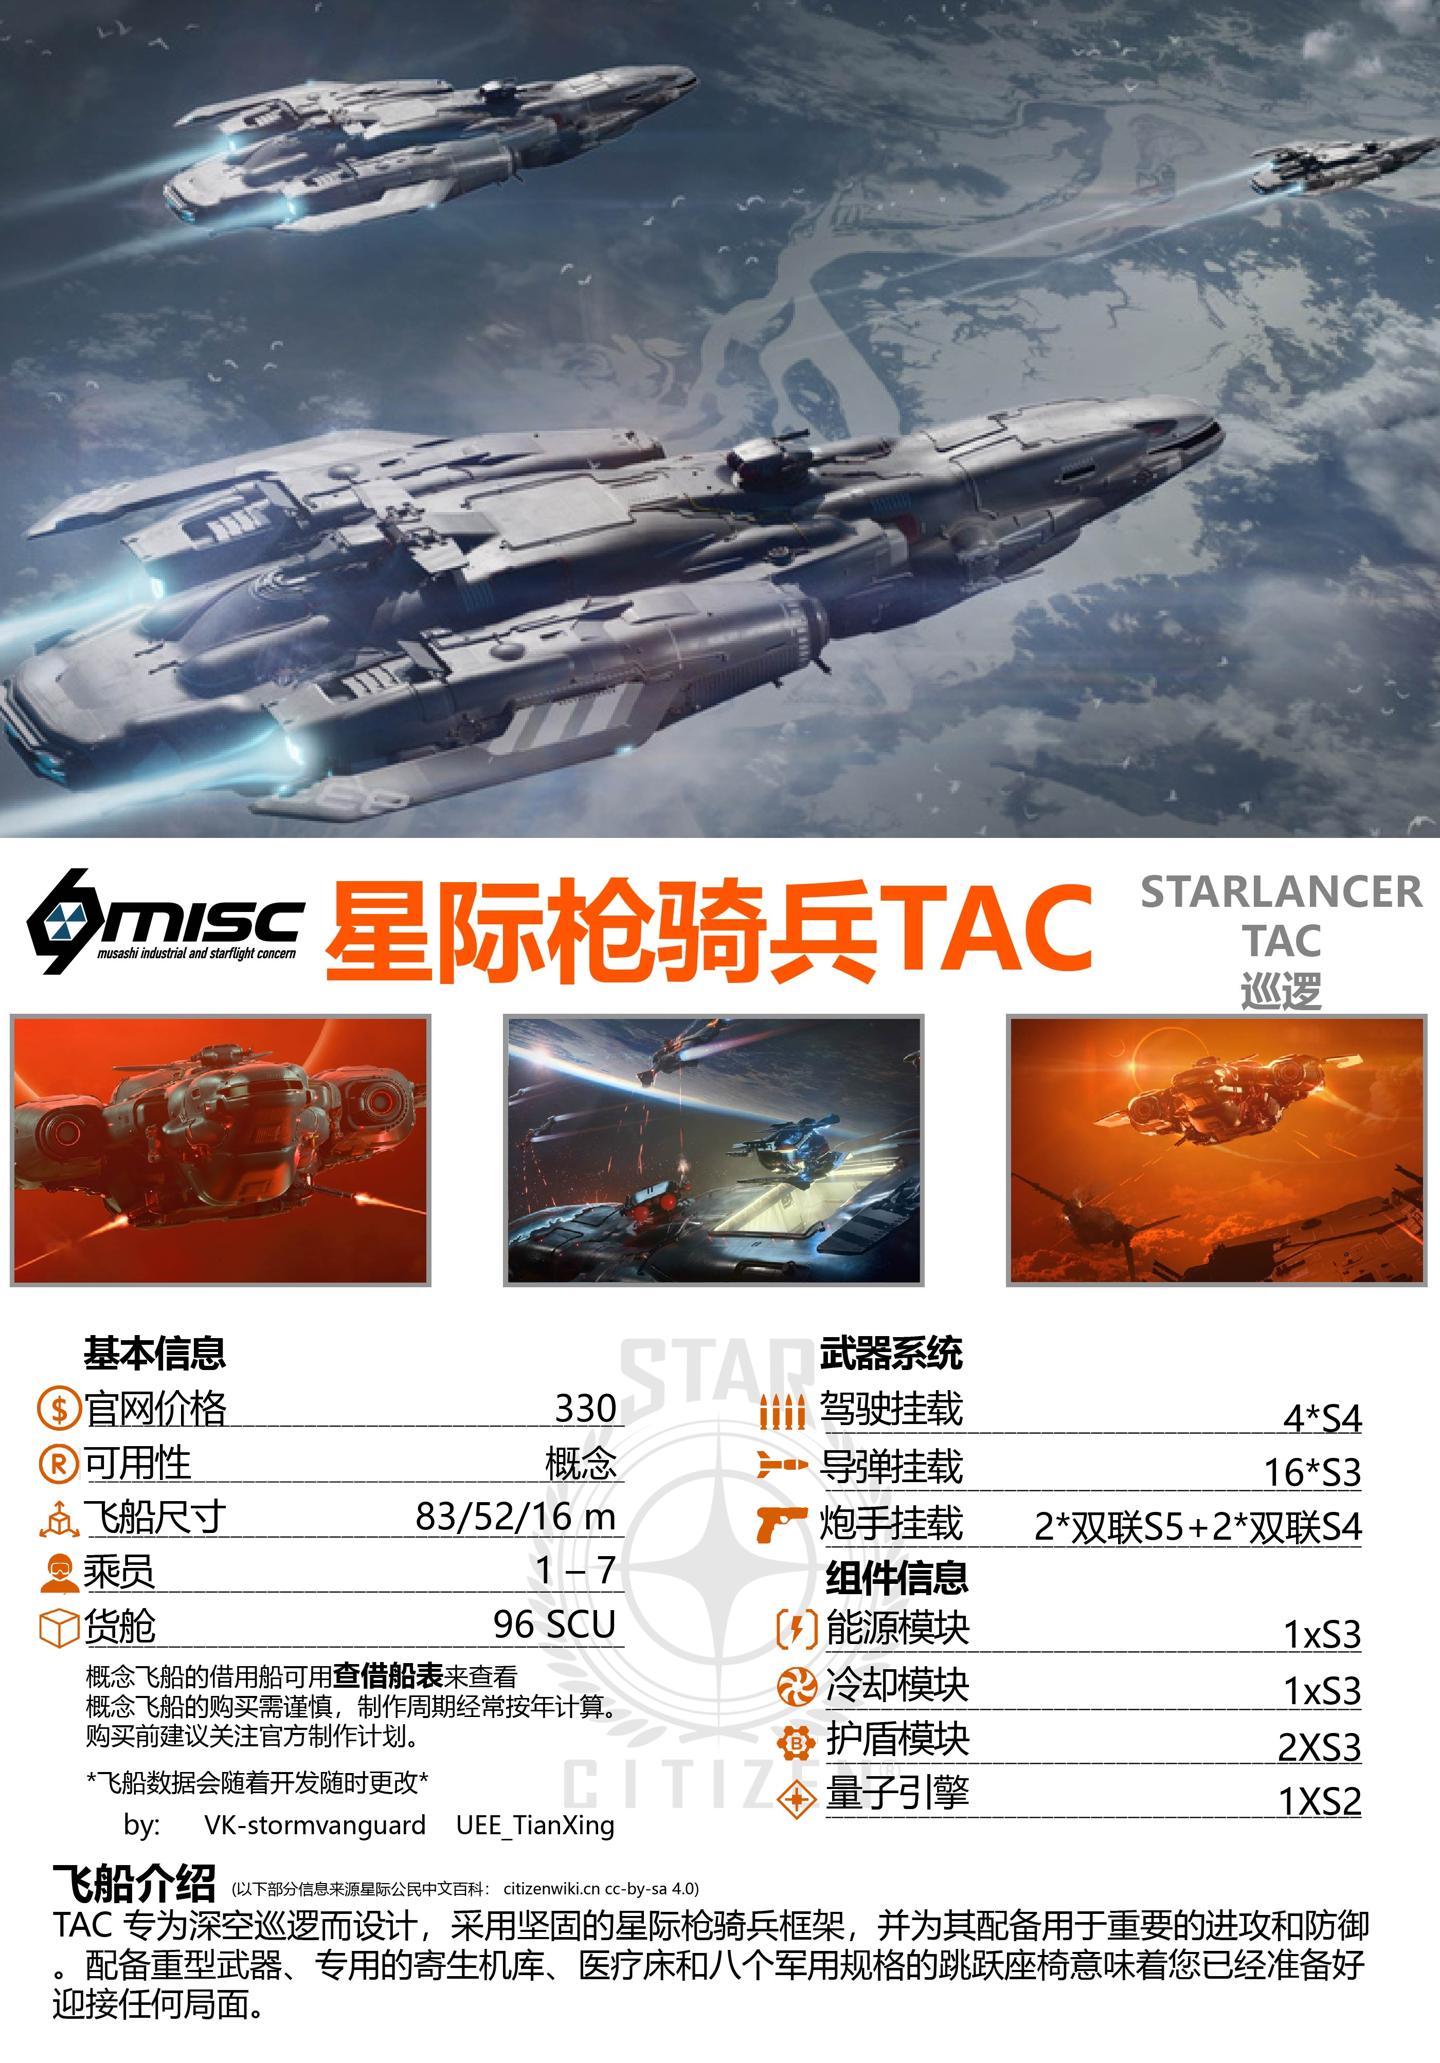 MISC
musashi industrial and starflight concern
星际枪骑兵TAC
STARLANCER
TAC
巡逻
基本信息
官网价格 330
可用性 概念
飞船尺寸 83/52/16 m
乘员 1 – 7
货舱 96 SCU
概念飞船的借用船可用查借船表来查看
概念飞船的购买需谨慎，制作周期经常按年计算。
购买前建议关注官方制作计划。
*飞船数据会随着开发随时更改*
by: VK-stormvanguard UEE_TianXing
武器系统
驾驶挂载 4*S4
导弹挂载 16*S3
炮手挂载 2*双联S5+2*双联S4
组件信息
能源模块 1xS3
冷却模块 1xS3
护盾模块 2XS3
量子引擎 1XS2
STAR
CITIZEN
飞船介绍 (以下部分信息来源星际公民中文百科： citizenwiki.cn cc-by-sa 4.0)
TAC 专为深空巡逻而设计，采用坚固的星际枪骑兵框架，并为其配备用于重要的进攻和防御
。配备重型武器、专用的寄生机库、医疗床和八个军用规格的跳跃座椅意味着您已经准备好
迎接任何局面。